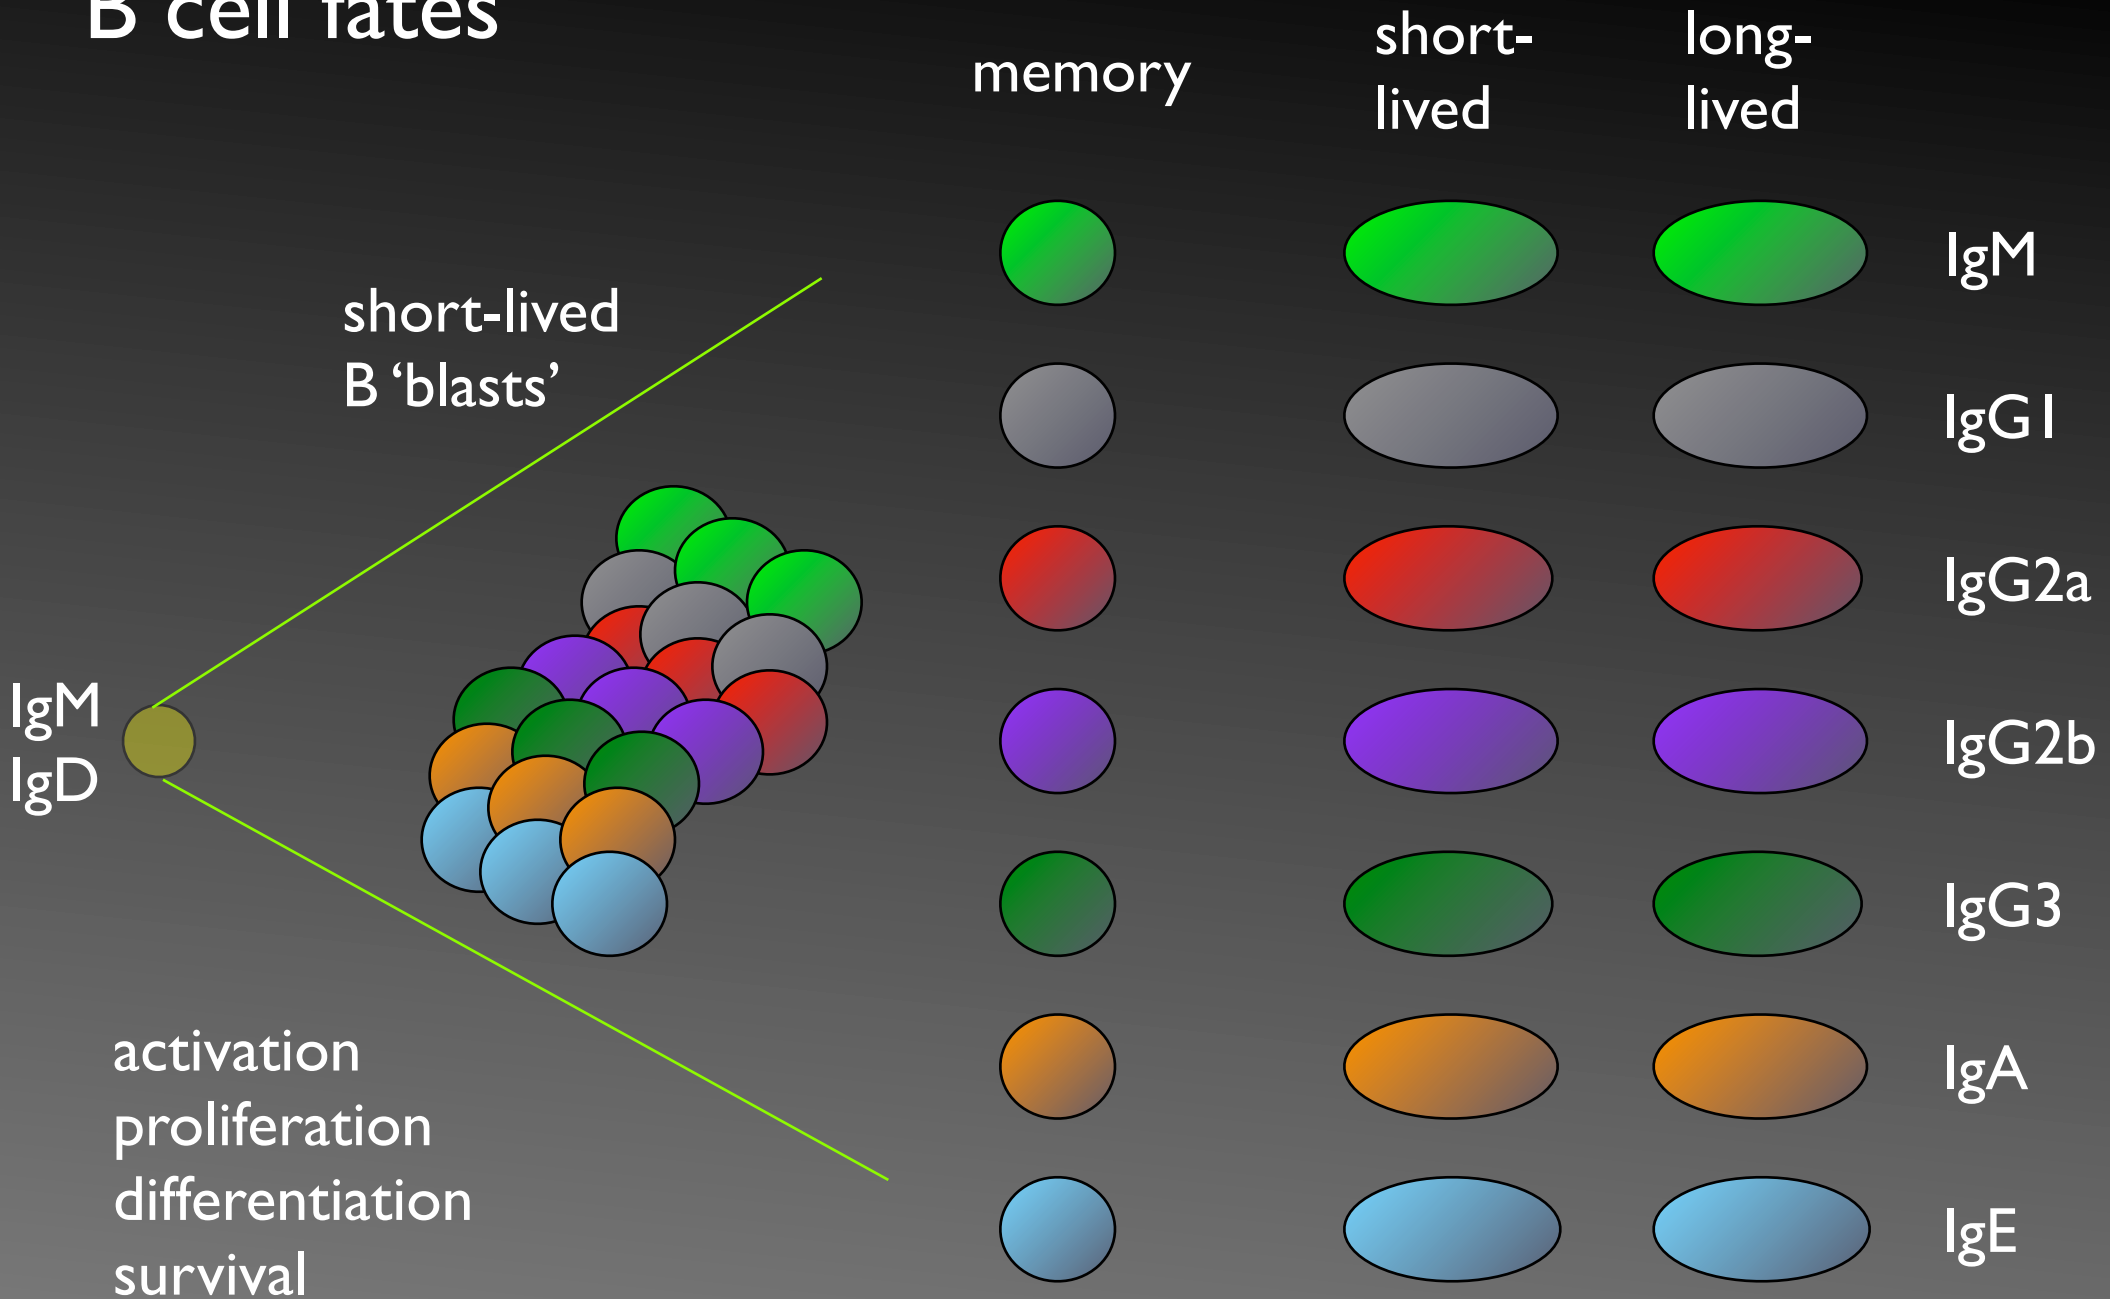 B cell fates
memory
short-
lived
long-
lived
short-lived
B ‘blasts’
IgM
IgD
activation
proliferation
differentiation
survival
IgM
IgG1
IgG2a
IgG2b
IgG3
IgA
IgE